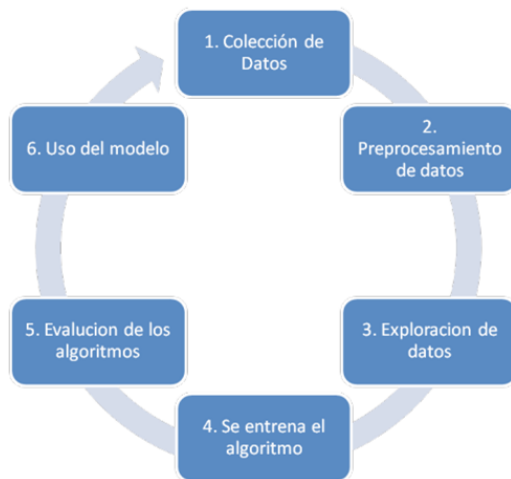 1. Colección de
Datos
2.
Preprocesamiento
de datos
3. Exploracion de
datos
4. Se entrena el
algoritmo
5. Evalucion de los
algoritmos
6. Uso del modelo